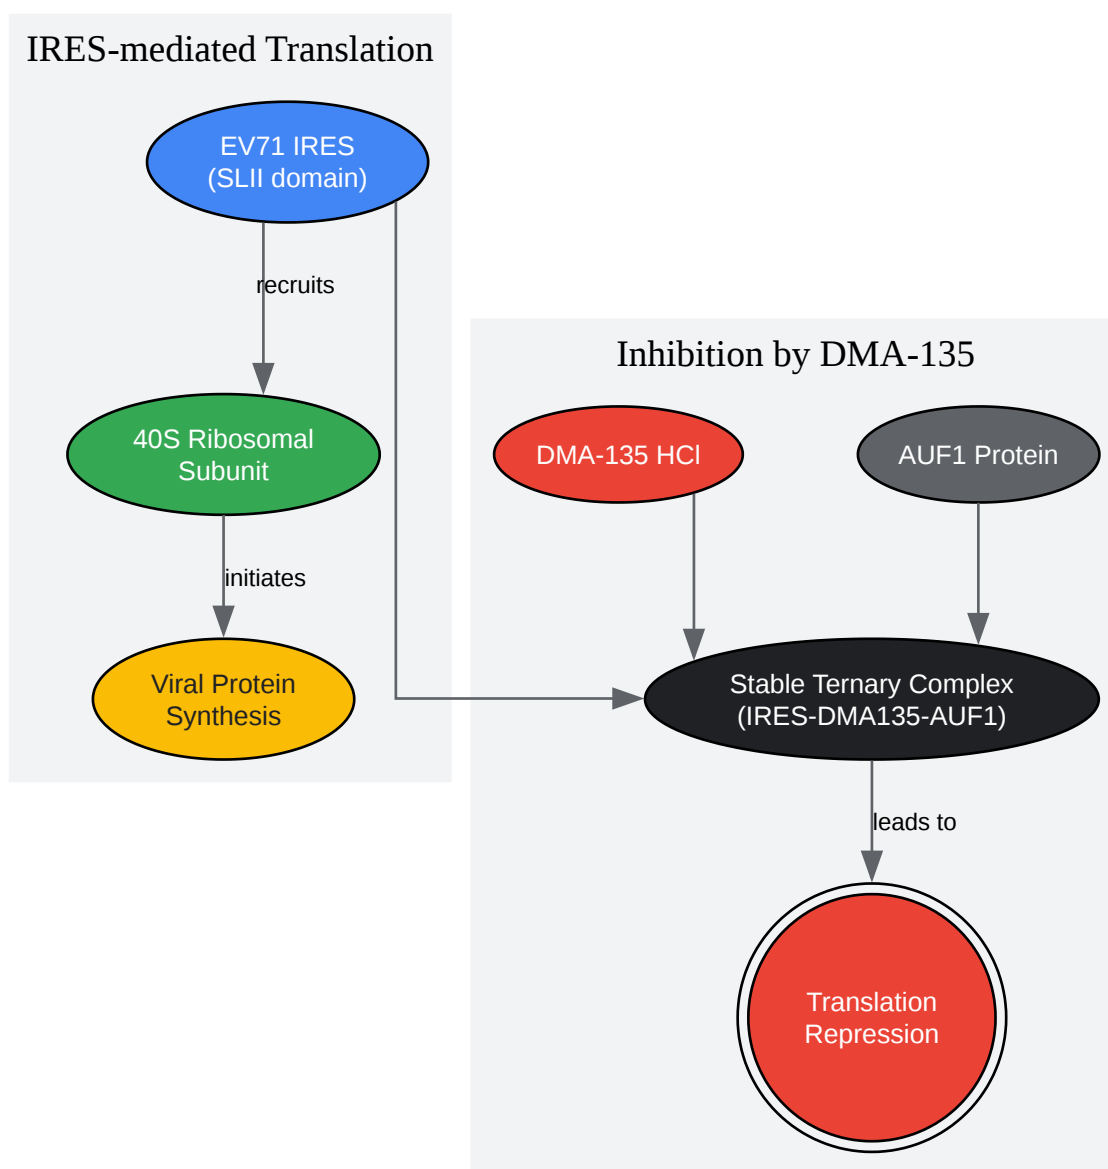 IRES-mediated Translation
EV71 IRES
(SLII domain)
recruits
40S Ribosomal
Subunit
initiates
Viral Protein
Synthesis
Inhibition by DMA-135
DMA-135 HCl
AUF1 Protein
Stable Ternary Complex
(IRES-DMA135-AUF1)
leads to
Translation
Repression